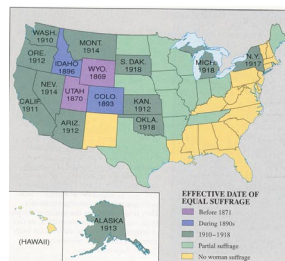 WASH.
1910
ORE.
1912
IDAHO
1896
MONT.
1914
WYO.
1869
NEV.
1914
UTAH
1870
COLO.
1893
CALIF.
1911
ARIZ.
1912
S. DAK.
1918
KAN.
1912
OKLA.
1918
MICH.
1918
N.Y.
1917
(HAWAII)
ALASKA
1913
EFFECTIVE DATE OF
EQUAL SUFFRAGE
Before 1871
During 1890s
1910–1918
Partial suffrage
No woman suffrage